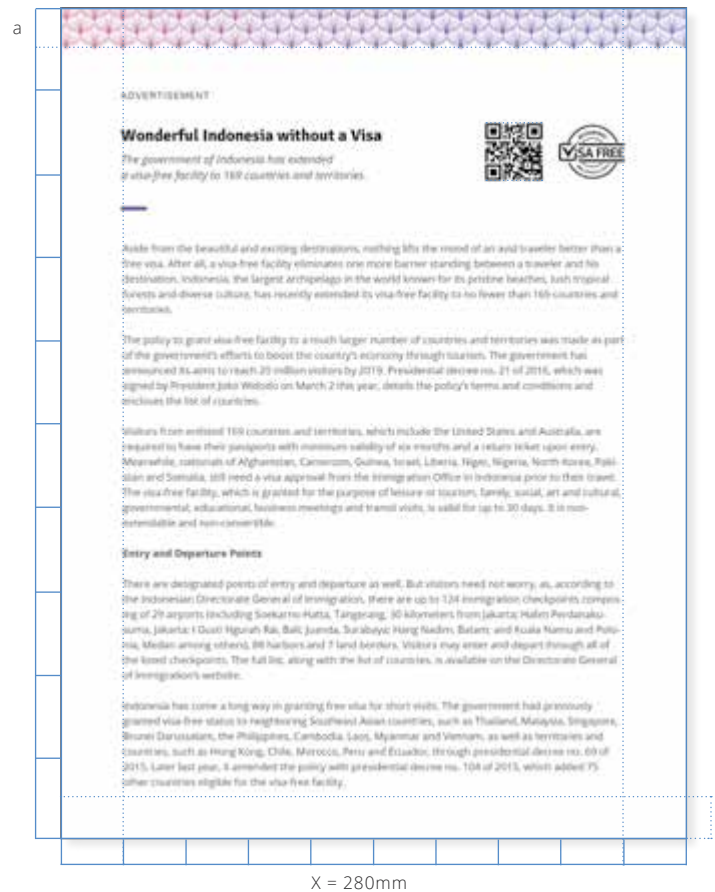 a
ADVERTISEMENT
Wonderful Indonesia without a Visa
The government of Indonesia has extended
a visa-free facility to 169 countries and territories.
VISA FREE
Aside from the beautiful and exciting destinations, nothing lifts the mood of an avid traveler better than a
free visa. After all, a visa-free facility eliminates one more barrier standing between a traveler and his
destination. Indonesia, the largest archipelago in the world known for its pristine beaches, lush tropical
forests and diverse culture, has recently extended its visa-free facility to no fewer than 169 countries and
territories.
The policy to grant visa-free facility to a much larger number of countries and territories was made as part
of the government's efforts to boost the country's economy through tourism. The government has
announced its aims to reach 20 million visitors by 2019. Presidential decree no. 21 of 2016, which was
signed by President Joko Widodo on March 2 this year, details the policy's terms and conditions and
encloses the list of countries.
Visitors from enlisted 169 countries and territories, which include the United States and Australia, are
required to have their passports with minimum validity of six months and a return ticket upon entry.
Meanwhile, nationals of Afghanistan, Cameroon, Guinea, Israel, Liberia, Niger, Nigeria, North Korea, Paki-
stan and Somalia, still need a visa approval from the Immigration Office in Indonesia prior to their travel.
The visa-free facility, which is granted for the purpose of leisure or tourism, family, social, art and cultural,
governmental, educational, business meetings and transit visits, is valid for up to 30 days. It is non-
extendable and non-convertible.
Entry and Departure Points
There are designated points of entry and departure as well. But visitors need not worry, as, according to
the Indonesian Directorate General of Immigration, there are up to 124 immigration checkpoints compos-
ing of 29 airports (including Soekarno-Hatta, Tangerang, 30 kilometers from Jakarta; Halim Perdanaku-
suma, Jakarta; I Gusti Ngurah Rai, Bali; Juanda, Surabaya; Hang Nadim, Batam; and Kuala Namu and Polo-
nia, Medan among others), 88 harbors and 7 land borders. Visitors may enter and depart through all of
the listed checkpoints. The full list, along with the list of countries, is available on the Directorate General
of Immigration's website.
Indonesia has come a long way in granting free visa for short visits. The government had previously
granted visa-free status to neighboring Southeast Asian countries, such as Thailand, Malaysia, Singapore,
Brunei Darussalam, the Philippines, Cambodia, Laos, Myanmar and Vietnam, as well as territories and
countries, such as Hong Kong, Chile, Morocco, Peru and Ecuador, through presidential decree no. 69 of
2015. Later last year, it amended the policy with presidential decree no. 104 of 2015, which added 75
other countries eligible for the visa-free facility.
X = 280mm